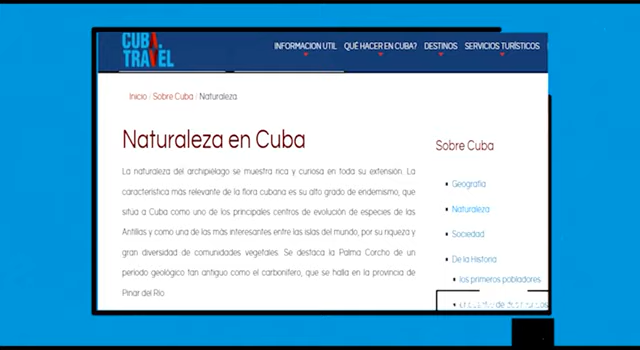 CUBA.
TRAVEL
INFORMACION UTIL QUÉ HACER EN CUBA? DESTINOS SERVICIOS TURÍSTICOS
Inicio / Sobre Cuba / Naturaleza
Naturaleza en Cuba
La naturaleza del archipiélago se muestra rica y curiosa en toda su extensión. La
característica más relevante de la flora cubana es su alto grado de endemismo, que
sitúa a Cuba como uno de los principales centros de evolución de especies de las
Antillas y como una de las más interesantes entre las islas del mundo, por su riqueza y
gran diversidad de comunidades vegetales. Se destaca la Palma Corcho de un
período geológico tan antiguo como el carbonífero, que se halla en la provincia de
Pinar del Río
Sobre Cuba
Geografía
Naturaleza
Sociedad
De la Historia
los primeros pobladores